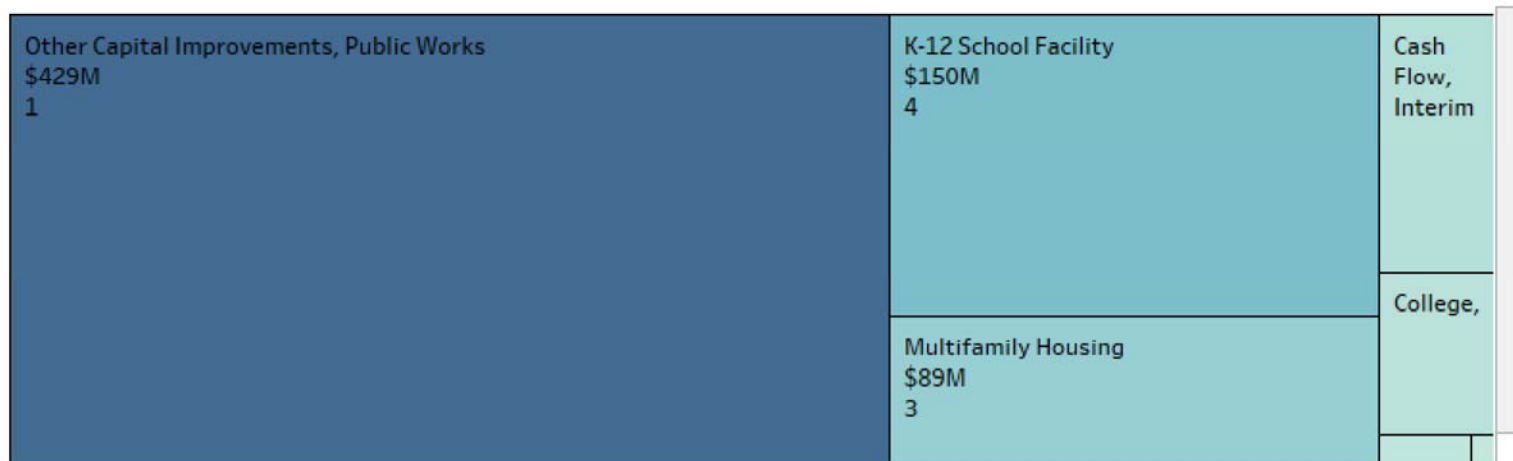 Other Capital Improvements, Public Works
$429M
1
K-12 School Facility
$150M
4
Multifamily Housing
$89M
3
Cash
Flow,
Interim
College,